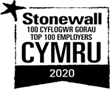 Stonewall
100 CYFLOGWR GORAU
TOP 100 EMPLOYERS
CYMRU
2020